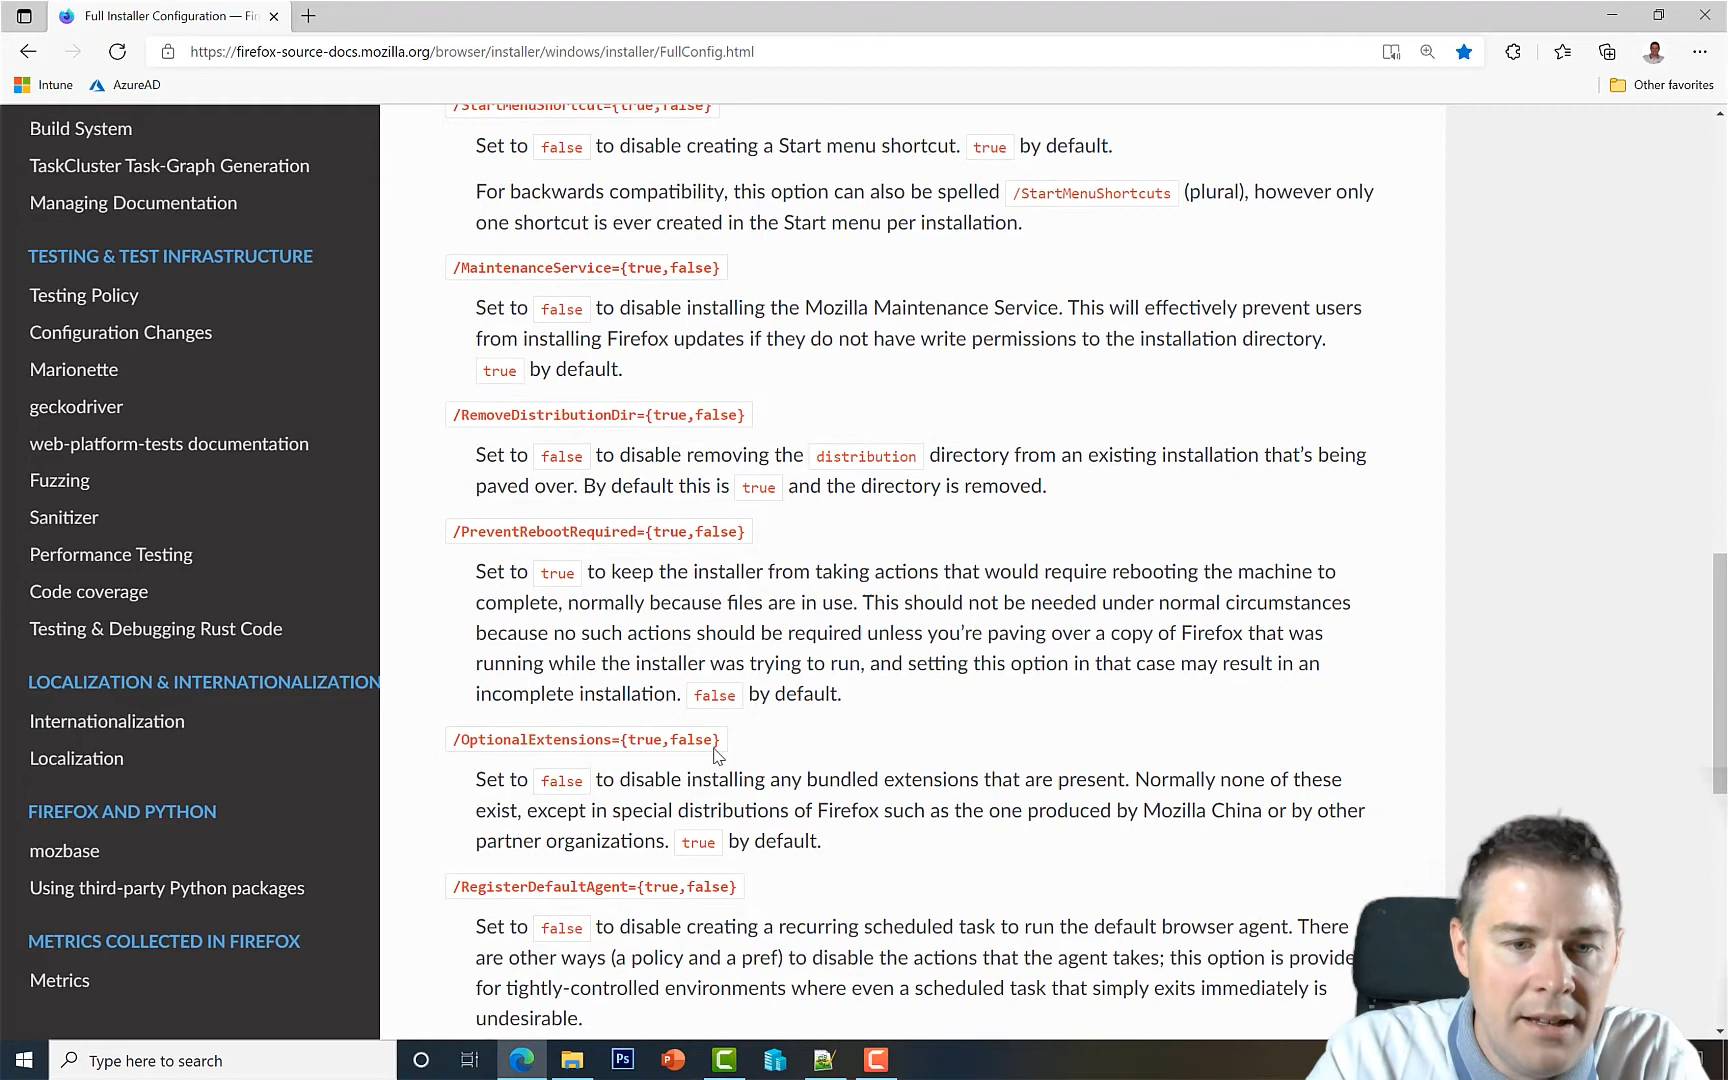 Full Installer Configuration — Fir
https://firefox-source-docs.mozilla.org/browser/installer/windows/installer/FullConfig.html
Intune
AzureAD
Other favorites
Build System
TaskCluster Task-Graph Generation
Managing Documentation
TESTING & TEST INFRASTRUCTURE
Testing Policy
Configuration Changes
Marionette
geckodriver
web-platform-tests documentation
Fuzzing
Sanitizer
Performance Testing
Code coverage
Testing & Debugging Rust Code
LOCALIZATION & INTERNATIONALIZATION
Internationalization
Localization
FIREFOX AND PYTHON
mozbase
Using third-party Python packages
METRICS COLLECTED IN FIREFOX
Metrics
/StartMenuShortcut={true,false}
Set to false to disable creating a Start menu shortcut. true by default.
For backwards compatibility, this option can also be spelled /StartMenuShortcuts (plural), however only
one shortcut is ever created in the Start menu per installation.
/MaintenanceService={true,false}
Set to false to disable installing the Mozilla Maintenance Service. This will effectively prevent users
from installing Firefox updates if they do not have write permissions to the installation directory.
true by default.
/RemoveDistributionDir={true,false}
Set to false to disable removing the distribution directory from an existing installation that's being
paved over. By default this is true and the directory is removed.
/PreventRebootRequired={true,false}
Set to true to keep the installer from taking actions that would require rebooting the machine to
complete, normally because files are in use. This should not be needed under normal circumstances
because no such actions should be required unless you're paving over a copy of Firefox that was
running while the installer was trying to run, and setting this option in that case may result in an
incomplete installation. false by default.
/OptionalExtensions={true,false}
Set to false to disable installing any bundled extensions that are present. Normally none of these
exist, except in special distributions of Firefox such as the one produced by Mozilla China or by other
partner organizations. true by default.
/RegisterDefaultAgent={true,false}
Set to false to disable creating a recurring scheduled task to run the default browser agent. There
are other ways (a policy and a pref) to disable the actions that the agent takes; this option is provide
for tightly-controlled environments where even a scheduled task that simply exits immediately is
undesirable.
Type here to search
Ps